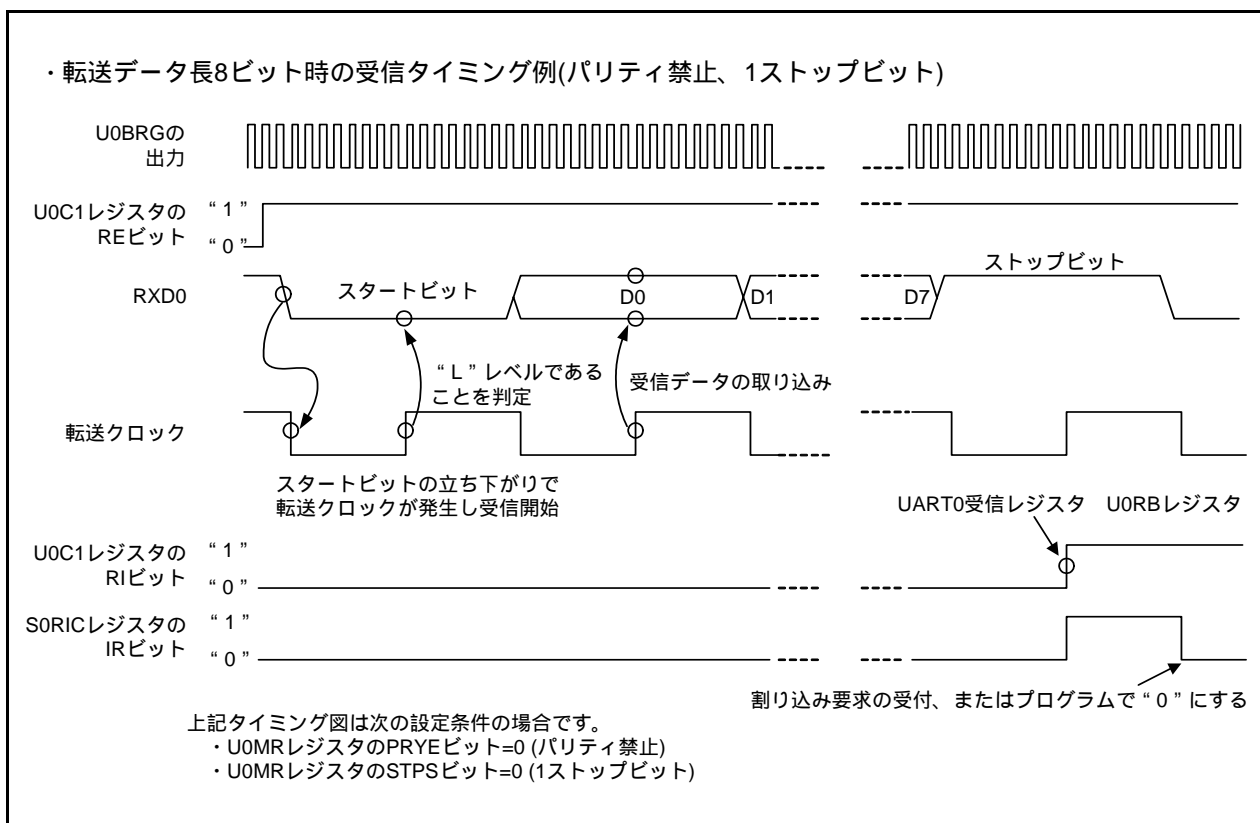 ・転送データ長8ビット時の受信タイミング例(パリティ禁止、1ストップビット)
U0BRGの
出力
U0C1レジスタの
REビット
“1”
“0”
RXD0
スタートビット
D0
D1
D7
ストップビット
“L”レベルである
ことを判定
受信データの取り込み
転送クロック
スタートビットの立ち下がりで
転送クロックが発生し受信開始
UART0受信レジスタ U0RBレジスタ
U0C1レジスタの
RIビット
“1”
“0”
S0RICレジスタの
IRビット
“1”
“0”
割り込み要求の受付、またはプログラムで“0”にする
上記タイミング図は次の設定条件の場合です。
・U0MRレジスタのPRYEビット=0 (パリティ禁止)
・U0MRレジスタのSTPSビット=0 (1ストップビット)